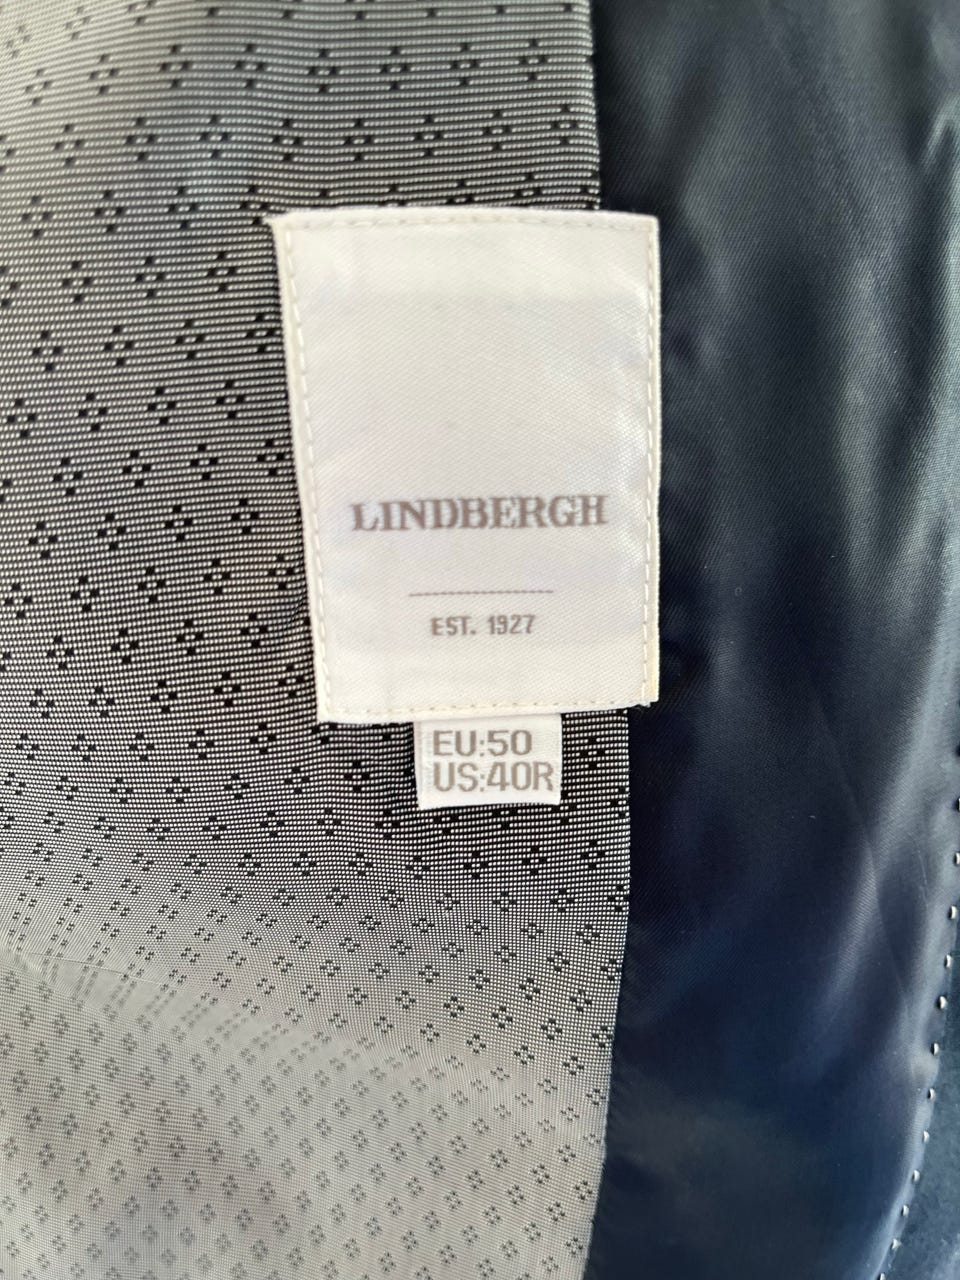 LINDBERGH
EST. 1927
EU:50
US:40R